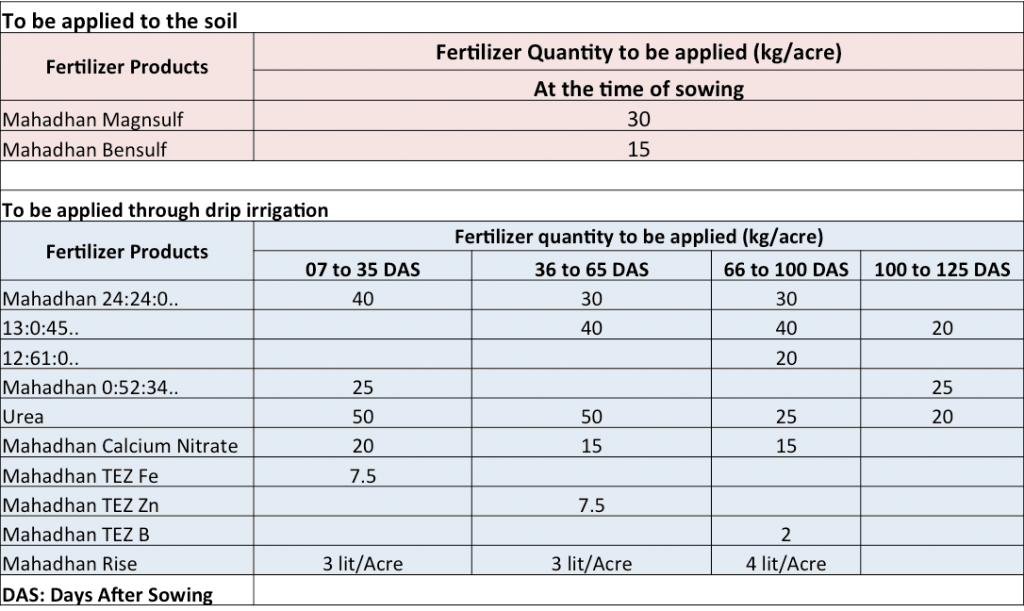 To be applied to the soil
Fertilizer Products
Fertilizer Quantity to be applied (kg/acre)
At the time of sowing
Mahadhan Magnsulf 30
Mahadhan Bensulf 15
To be applied through drip irrigation
Fertilizer Products
Fertilizer quantity to be applied (kg/acre)
07 to 35 DAS 36 to 65 DAS 66 to 100 DAS 100 to 125 DAS
Mahadhan 24:24:0.. 40 30 30
13:0:45.. 40 40 20
12:61:0.. 20
Mahadhan 0:52:34.. 25 25
Urea 50 50 25 20
Mahadhan Calcium Nitrate 20 15 15
Mahadhan TEZ Fe 7.5
Mahadhan TEZ Zn 7.5
Mahadhan TEZ B 2
Mahadhan Rise 3 lit/Acre 3 lit/Acre 4 lit/Acre
DAS: Days After Sowing